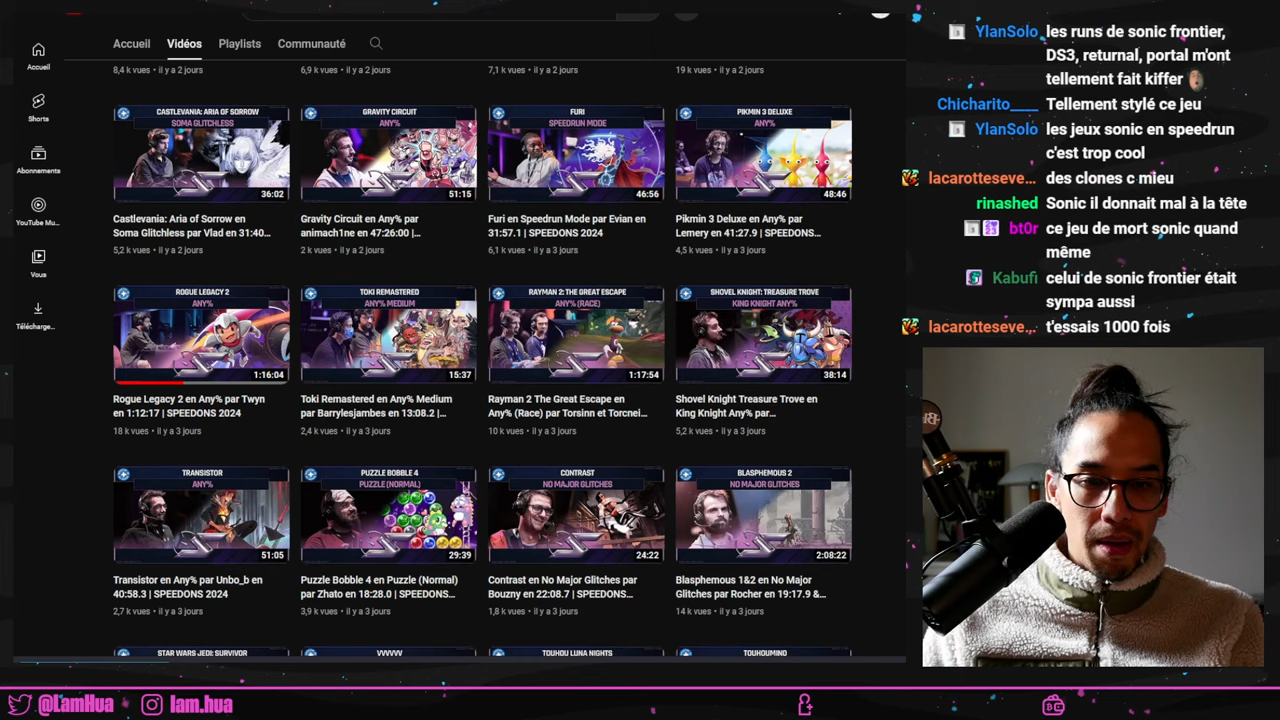 Accueil Vidéos Playlists Communauté
Accueil
Shorts
Abonnements
YouTube Mu...
Vous
Télécharge...
8,4 k vues • il y a 2 jours
6,9 k vues • il y a 2 jours
7,1 k vues • il y a 2 jours
19 k vues • il y a 2 jours
CASTLEVANIA: ARIA OF SORROW
SOMA GLITCHLESS
36:02
Castlevania: Aria of Sorrow en
Soma Glitchless par Vlad en 31:40...
5,2 k vues • il y a 2 jours
GRAVITY CIRCUIT
ANY%
51:15
Gravity Circuit en Any% par
animach1ne en 47:26:00 |...
2 k vues • il y a 2 jours
FURI
SPEEDRUN MODE
46:56
Furi en Speedrun Mode par Evian en
31:57.1 | SPEEDONS 2024
6,1 k vues • il y a 3 jours
PIKMIN 3 DELUXE
ANY%
48:46
Pikmin 3 Deluxe en Any% par
Lemery en 41:27.9 | SPEEDONS...
4,5 k vues • il y a 3 jours
ROGUE LEGACY 2
ANY%
1:16:04
Rogue Legacy 2 en Any% par Twyn
en 1:12:17 | SPEEDONS 2024
18 k vues • il y a 3 jours
TOKI REMASTERED
ANY% MEDIUM
15:37
Toki Remastered en Any% Medium
par Barrylesjambes en 13:08.2 |...
2,4 k vues • il y a 3 jours
RAYMAN 2: THE GREAT ESCAPE
ANY% (RACE)
1:17:54
Rayman 2 The Great Escape en
Any% (Race) par Torsinn et Torcnei...
10 k vues • il y a 3 jours
SHOVEL KNIGHT: TREASURE TROVE
KING KNIGHT ANY%
38:14
Shovel Knight Treasure Trove en
King Knight Any% par...
5,2 k vues • il y a 3 jours
TRANSISTOR
ANY%
51:05
Transistor en Any% par Unbo_b en
40:58.3 | SPEEDONS 2024
2,7 k vues • il y a 3 jours
PUZZLE BOBBLE 4
PUZZLE (NORMAL)
29:39
Puzzle Bobble 4 en Puzzle (Normal)
par Zhato en 18:28.0 | SPEEDONS...
3,9 k vues • il y a 3 jours
CONTRAST
NO MAJOR GLITCHES
24:22
Contrast en No Major Glitches par
Bouzny en 22:08.7 | SPEEDONS...
1,8 k vues • il y a 3 jours
BLASPHEMOUS 2
NO MAJOR GLITCHES
2:08:22
Blasphemous 1&2 en No Major
Glitches par Rocher en 19:17.9 &...
14 k vues • il y a 3 jours
STAR WARS JEDI: SURVIVOR
VVVVVV
TOUHOU LUNA NIGHTS
TOUHOUMINO
YlanSolo les runs de sonic frontier,
DS3, returnal, portal m'ont
tellement fait kiffer
Chicharito____ Tellement stylé ce jeu
YlanSolo les jeux sonic en speedrun
c'est trop cool
lacarotteseve... des clones c mieu
rinashed Sonic il donnait mal à la tête
bt0r ce jeu de mort sonic quand
même
Kabufi celui de sonic frontier était
sympa aussi
lacarotteseve... t'essais 1000 fois
@LamHua
lam.hua